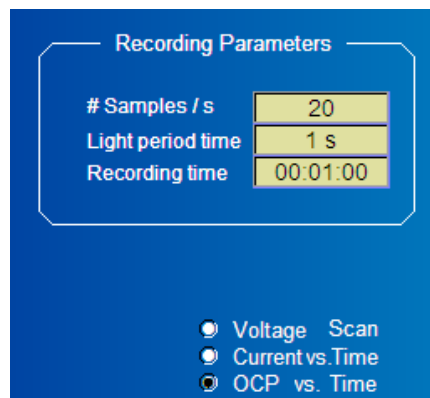 Recording Parameters
# Samples / s 20
Light period time 1 s
Recording time 00:01:00
Voltage Scan
Current vs.Time
OCP vs. Time